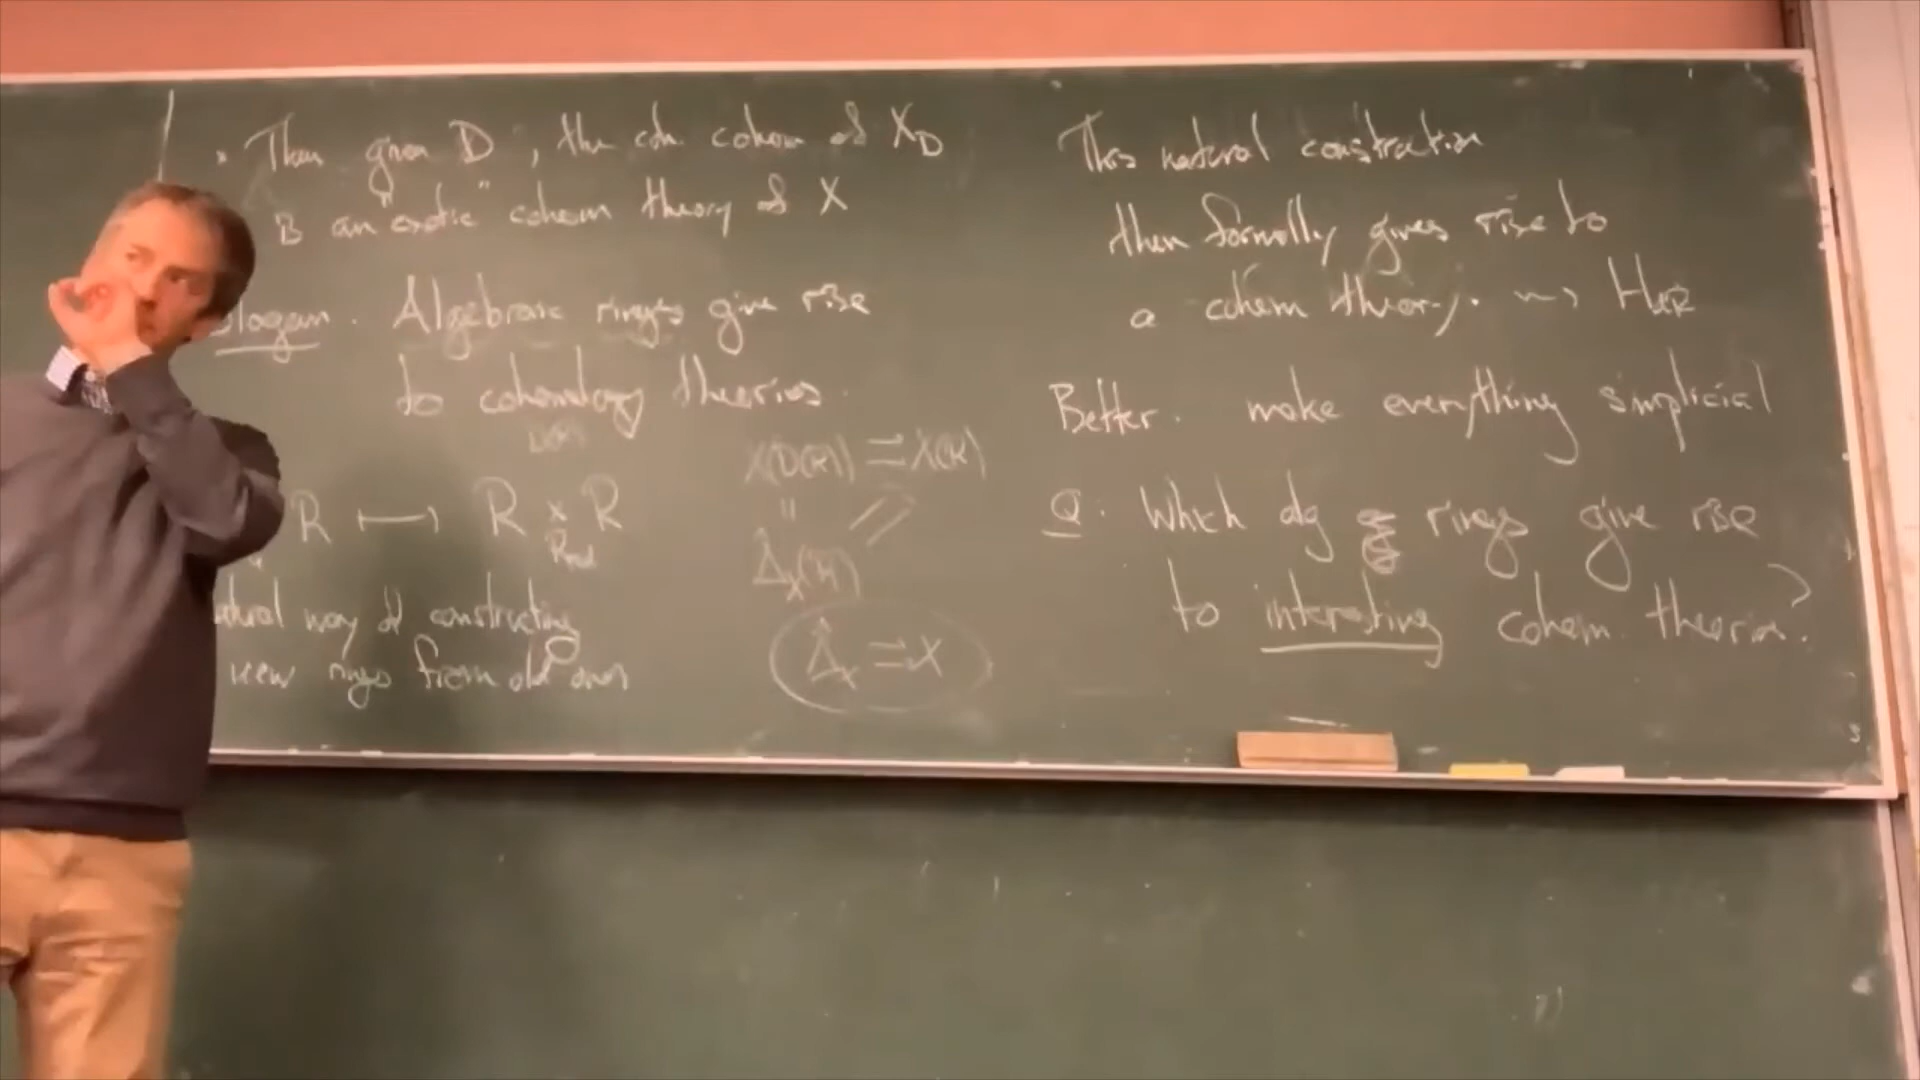 • Then given D, the coh. cohom of X_D
is an "exotic" cohom theory of X
Slogan. Algebraic rings give rise
to cohomology theories.
D(R)
X(D(R)) ⇉ X(R)
R ⟼ R × R
R_red
||
Δ̂_X(R)
way of constructing
new rings from old ones
Δ̂_X ⇉ X
This natural construction
then formally gives rise to
a cohom theory. ⇝ H_dR
Better. make everything simplicial
Q. Which dg rings give rise
to interesting cohom. theories?